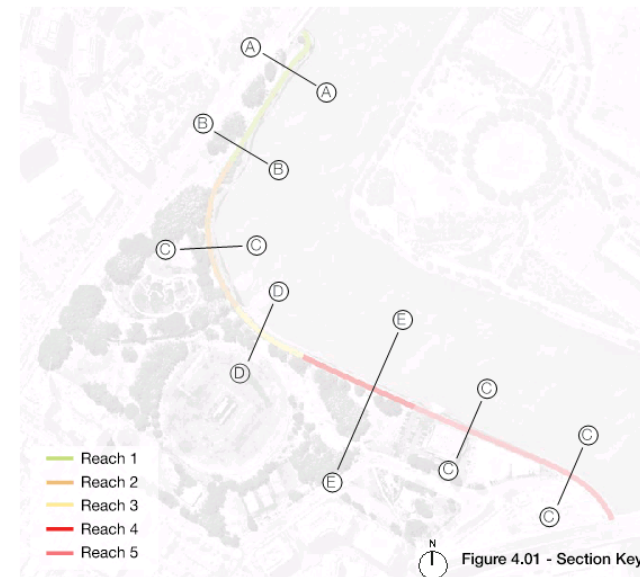 A
A
B
B
C
C
D
D
E
E
C
C
C
C
Reach 1
Reach 2
Reach 3
Reach 4
Reach 5
N
Figure 4.01 - Section Key